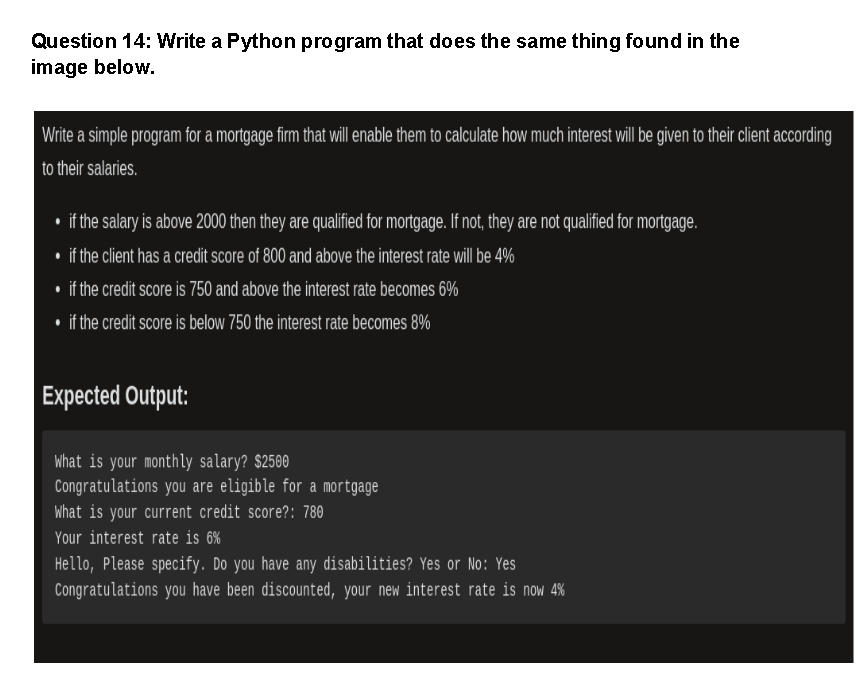 Question 14: Write a Python program that does the same thing found in the
image below.
Write a simple program for a mortgage firm that will enable them to calculate how much interest will be given to their client according
to their salaries.
• if the salary is above 2000 then they are qualified for mortgage. If not, they are not qualified for mortgage.
• if the client has a credit score of 800 and above the interest rate will be 4%
• if the credit score is 750 and above the interest rate becomes 6%
• if the credit score is below 750 the interest rate becomes 8%
Expected Output:
What is your monthly salary? $2500
Congratulations you are eligible for a mortgage
What is your current credit score?: 780
Your interest rate is 6%
Hello, Please specify. Do you have any disabilities? Yes or No: Yes
Congratulations you have been discounted, your new interest rate is now 4%